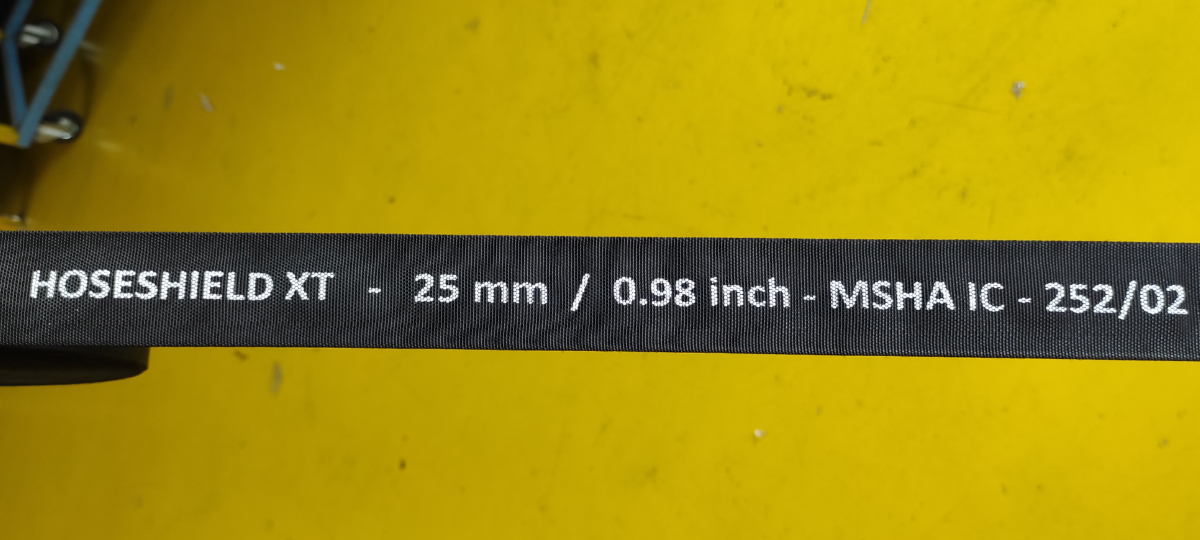 HOSESHIELD XT - 25 mm / 0.98 inch - MSHA IC - 252/02